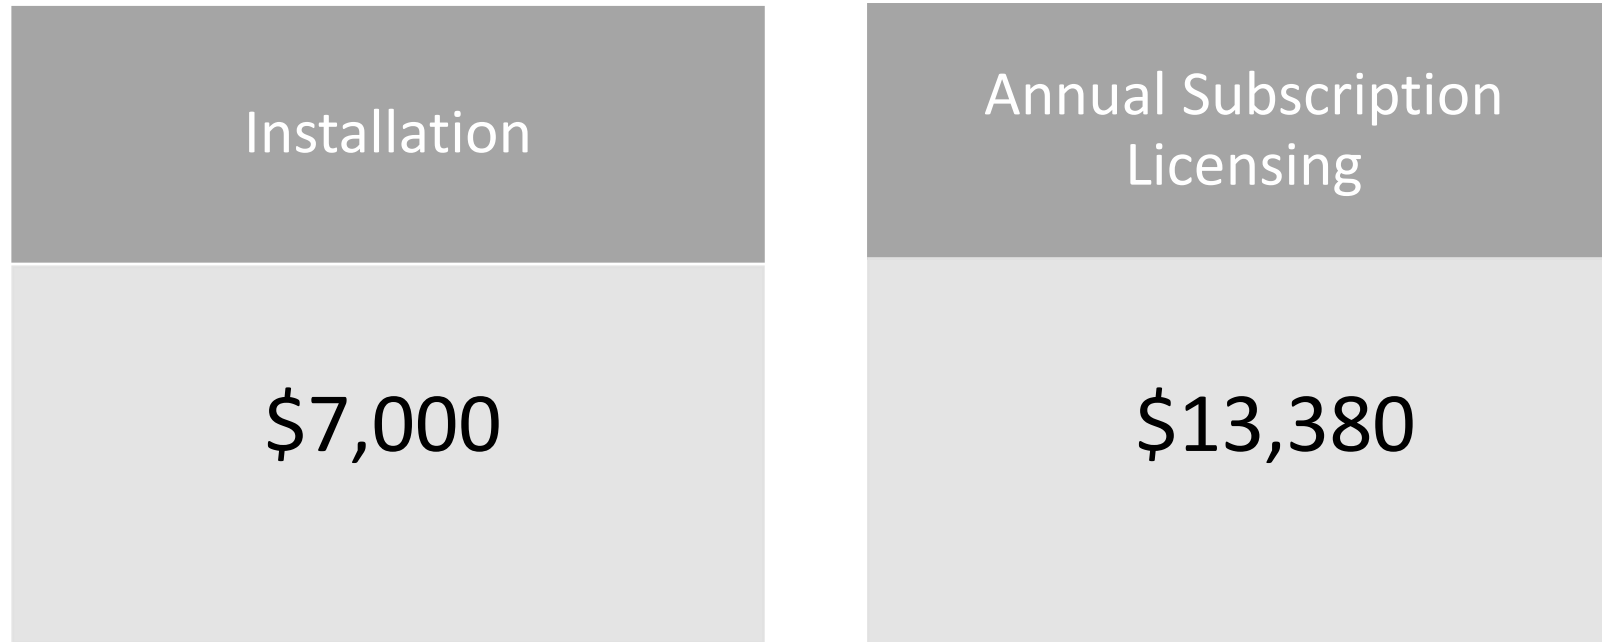 Installation
$7,000
Annual Subscription
Licensing
$13,380